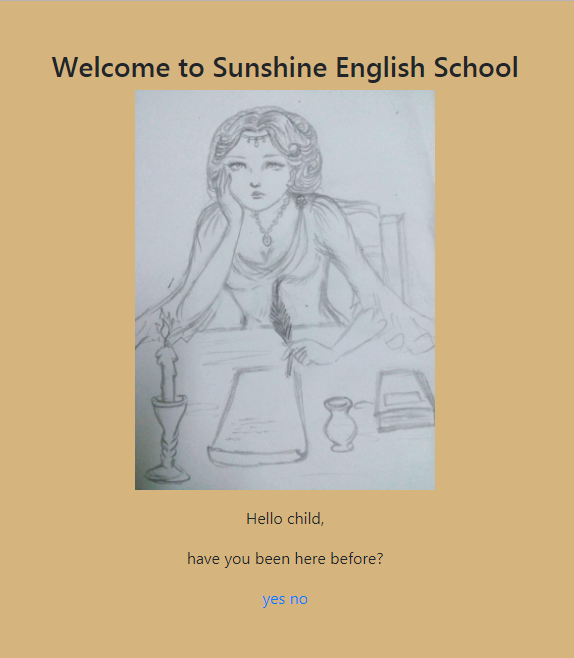 Welcome to Sunshine English School
Hello child,
have you been here before?
yes no